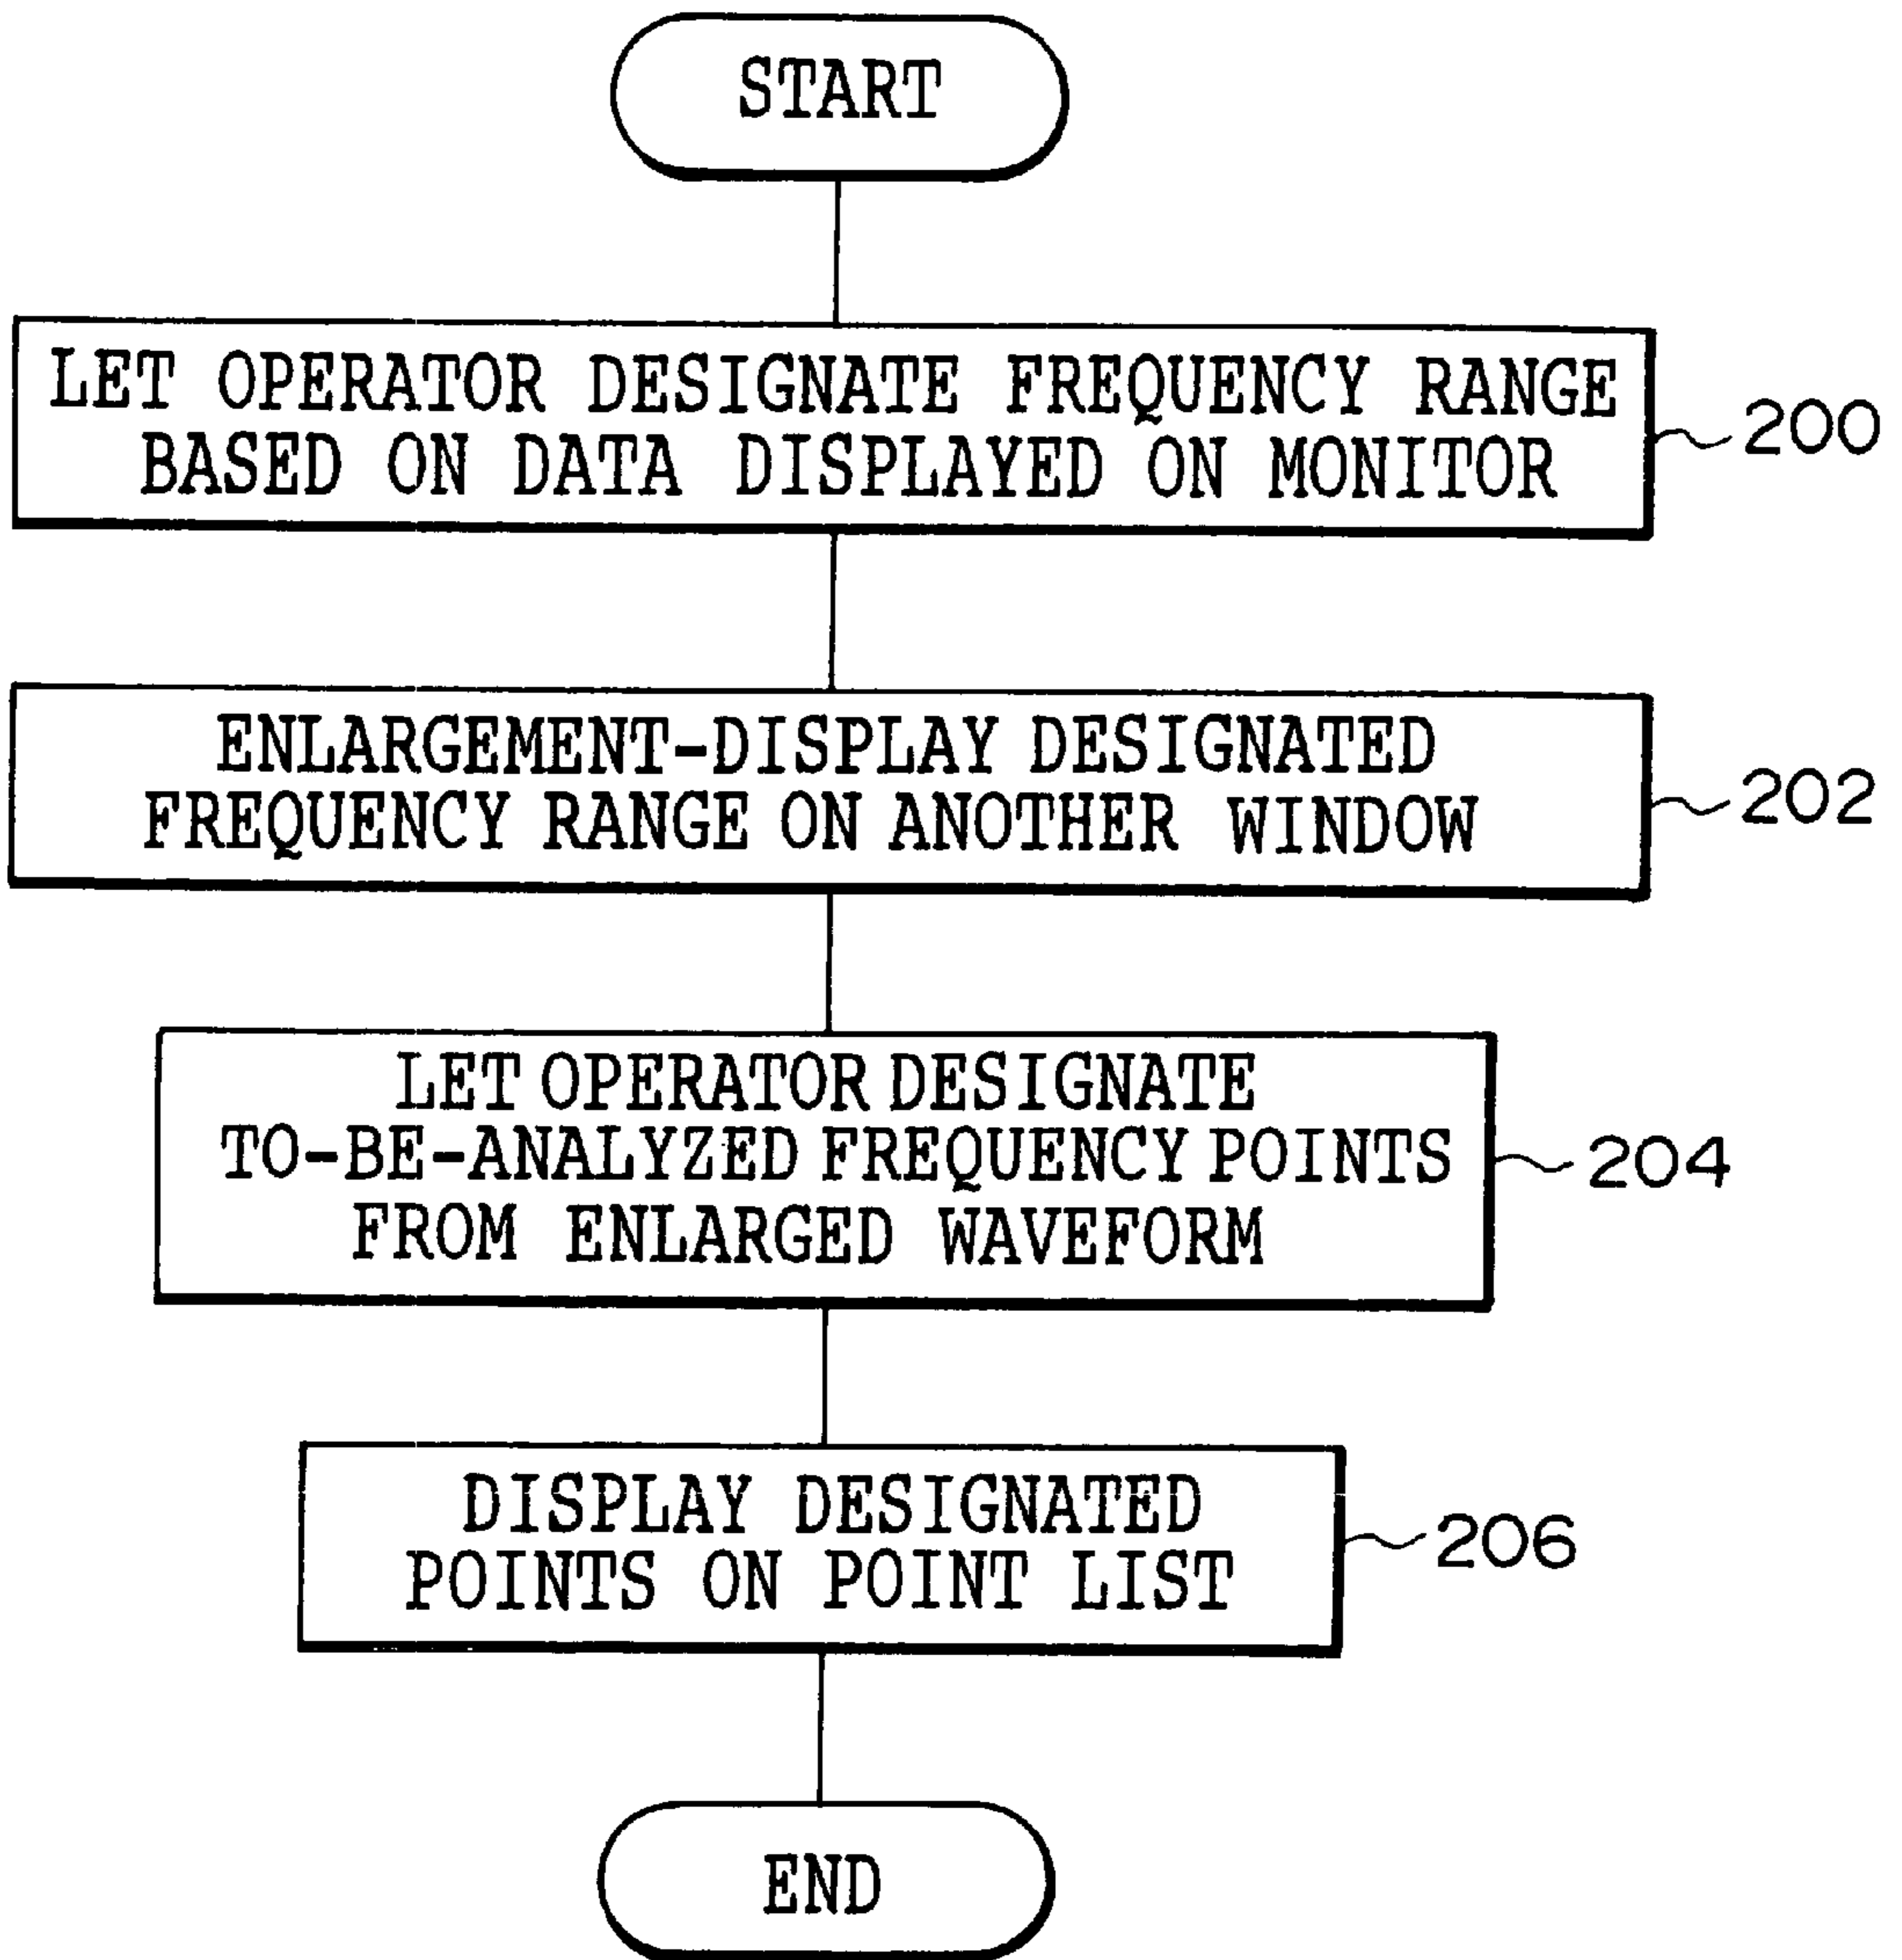 START
LET OPERATOR DESIGNATE FREQUENCY RANGE
BASED ON DATA DISPLAYED ON MONITOR
200
ENLARGEMENT-DISPLAY DESIGNATED
FREQUENCY RANGE ON ANOTHER WINDOW
202
LET OPERATOR DESIGNATE
TO-BE-ANALYZED FREQUENCY POINTS
FROM ENLARGED WAVEFORM
204
DISPLAY DESIGNATED
POINTS ON POINT LIST
206
END